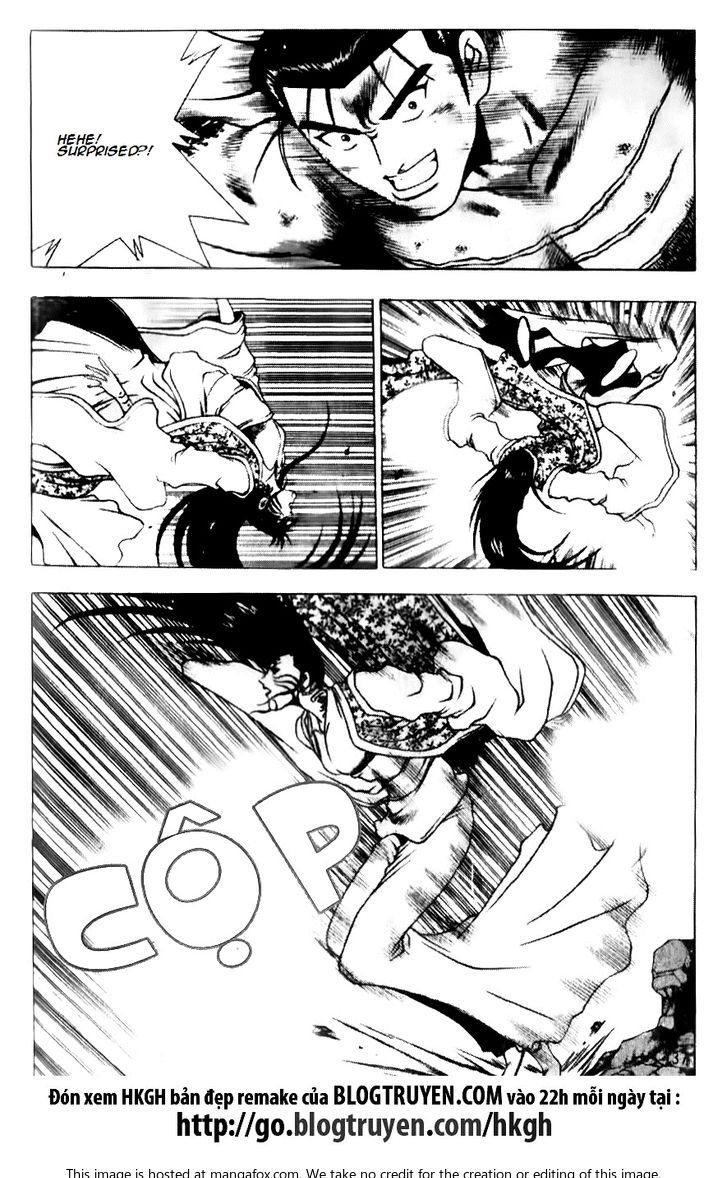 HEHE!
SURPRISED?!
CỘP
37
Đón xem HKGH bản đẹp remake của BLOGTRUYEN.COM vào 22h mỗi ngày tại :
http://go.blogtruyen.com/hkgh
This image is hosted at mangafox.com. We take no credit for the creation or editing of this image.